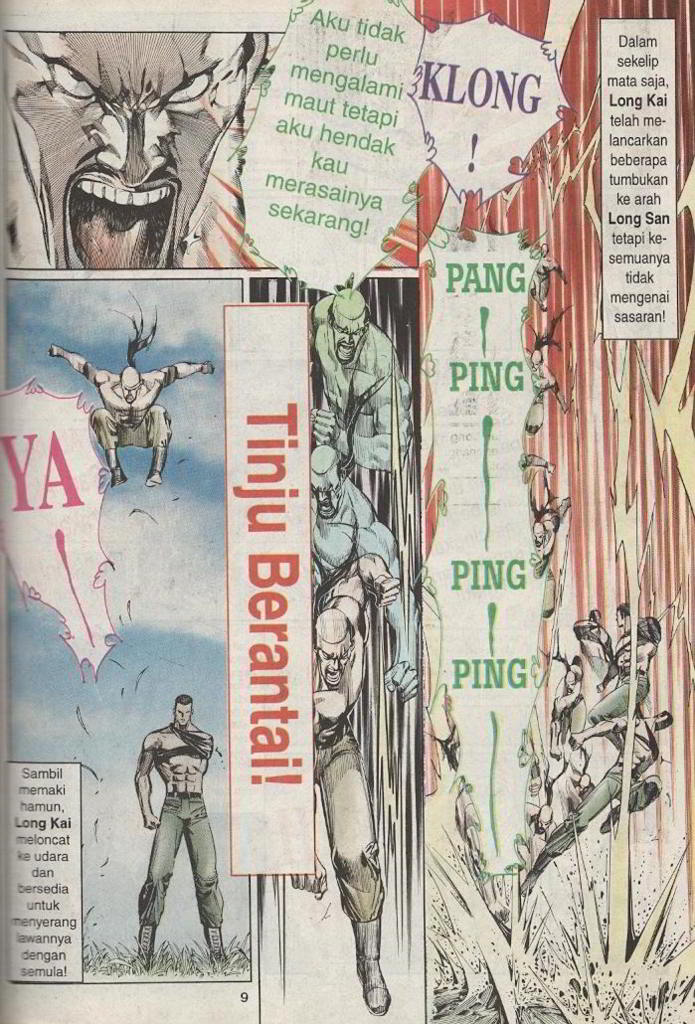 Aku tidak
perlu
mengalami
maut tetapi
aku hendak
kau
merasainya
sekarang!
KLONG
!
Dalam
sekelip
mata saja,
Long Kai
telah me-
lancarkan
beberapa
tumbukan
ke arah
Long San
tetapi ke-
semuanya
tidak
mengenai
sasaran!
PANG
!
PING
!
PING
!
PING
!
YA
!
Tinju Berantai!
Sambil
memaki
hamun,
Long Kai
meloncat
ke udara
dan
bersedia
untuk
menyerang
lawannya
dengan
semula!
9